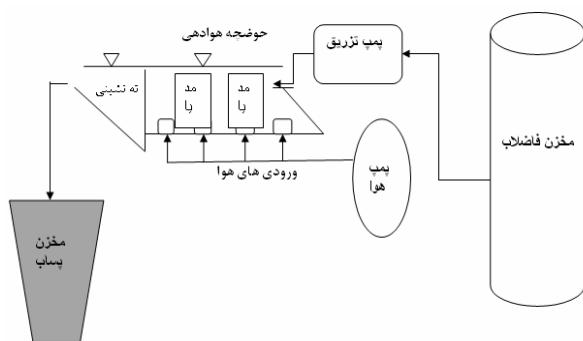 حوضچه هوادهی
پمپ تزریق
مخزن فاضلاب
ته نشینی
مد
یا
مد
یا
پمپ
هوا
ورودی های هوا
مخزن
پساب